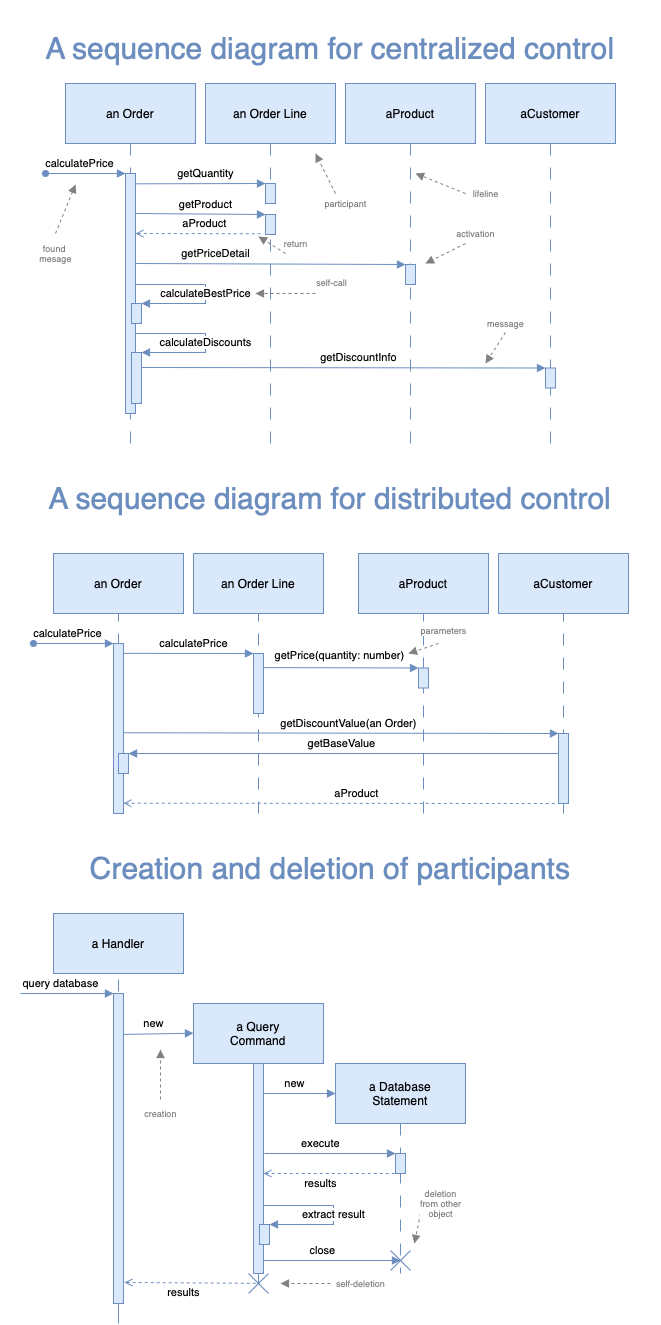 A sequence diagram for centralized control
an Order
an Order Line
aProduct
aCustomer
calculatePrice
getQuantity
lifeline
participant
getProduct
aProduct
activation
return
found
mesage
getPriceDetail
self-call
calculateBestPrice
message
calculateDiscounts
getDiscountInfo
A sequence diagram for distributed control
an Order
an Order Line
aProduct
aCustomer
calculatePrice
parameters
calculatePrice
getPrice(quantity: number)
getDiscountValue(an Order)
getBaseValue
aProduct
Creation and deletion of participants
a Handler
query database
new
a Query
Command
creation
new
a Database
Statement
execute
results
deletion
from other
object
extract result
close
self-deletion
results